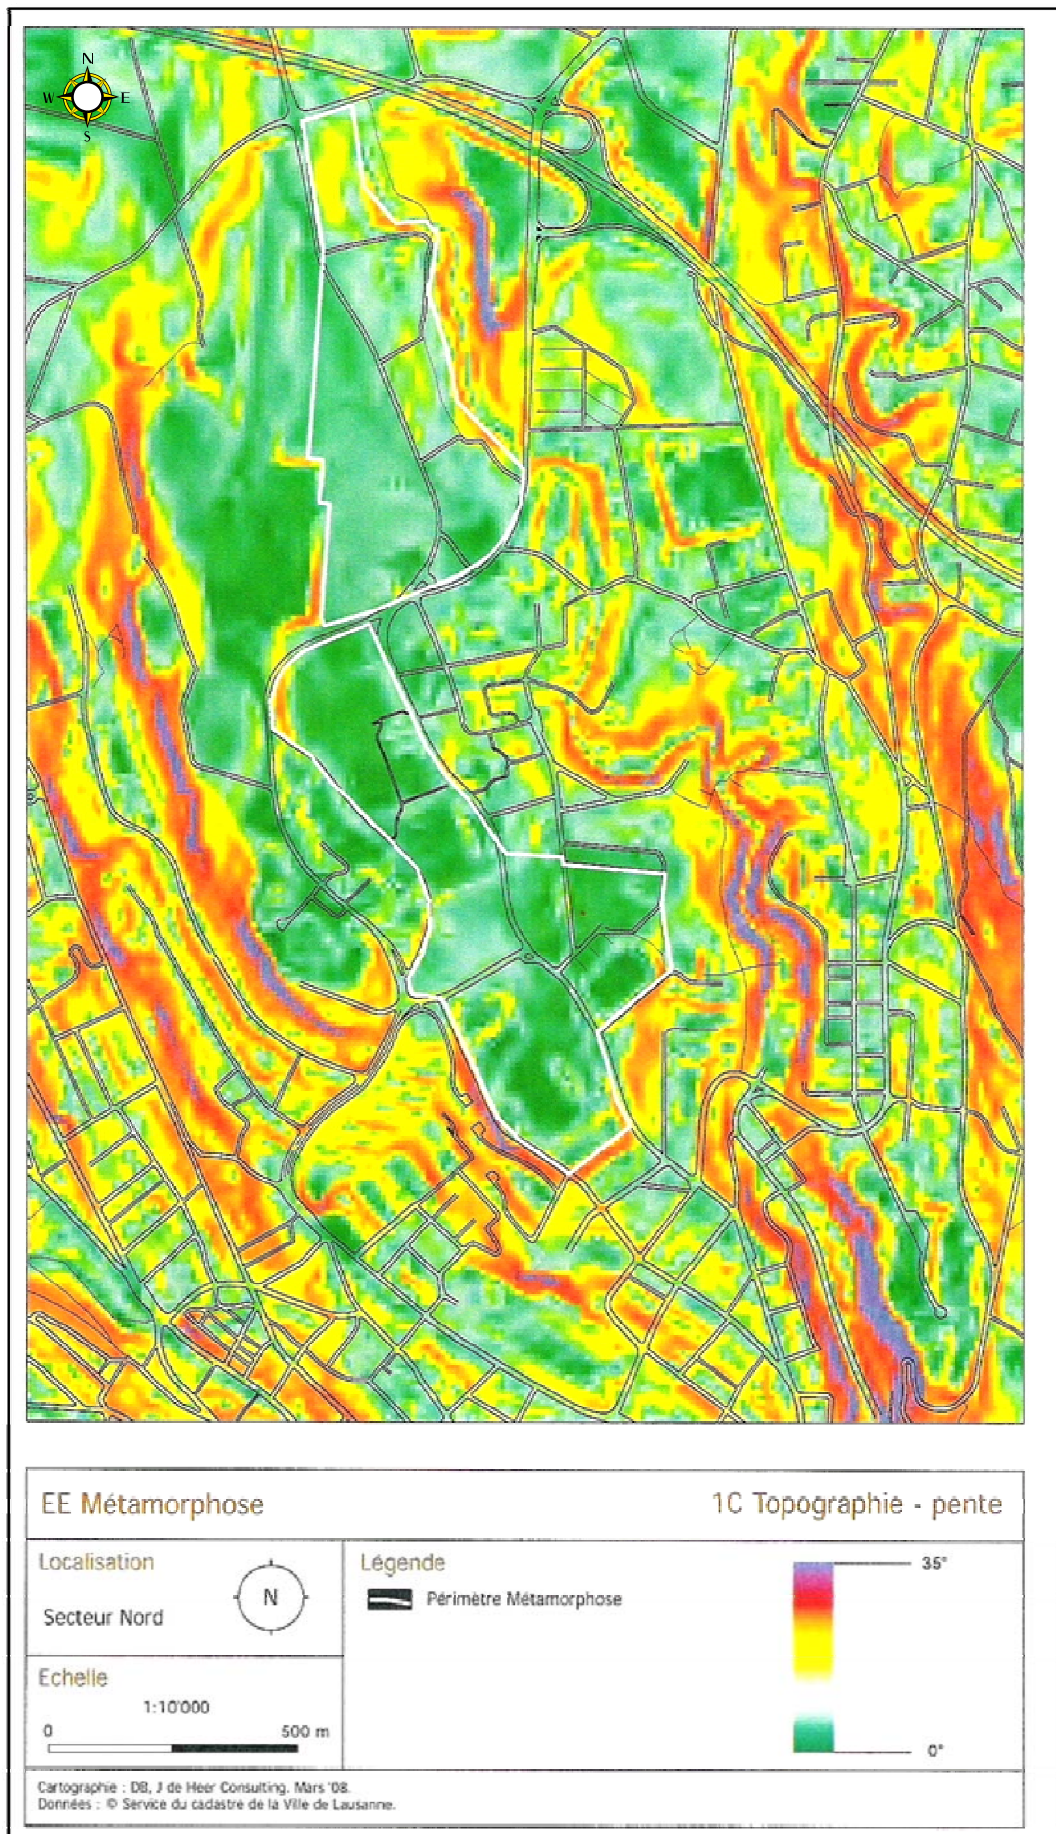 N
W E
S
EE Métamorphose
1C Topographie - pente
Localisation
N
Secteur Nord
Légende
Périmètre Métamorphose
35°
0°
Echelle
1:10'000
0 500 m
Cartographie : DB, J de Heer Consulting. Mars '08.
Données : © Service du cadastre de la Ville de Lausanne.